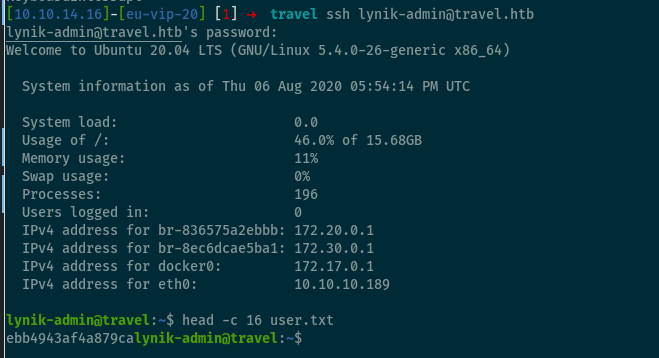 [10.10.14.16]-[eu-vip-20] [1] → travel ssh lynik-admin@travel.htb
lynik-admin@travel.htb's password:
Welcome to Ubuntu 20.04 LTS (GNU/Linux 5.4.0-26-generic x86_64)
System information as of Thu 06 Aug 2020 05:54:14 PM UTC
System load: 0.0
Usage of /: 46.0% of 15.68GB
Memory usage: 11%
Swap usage: 0%
Processes: 196
Users logged in: 0
IPv4 address for br-836575a2ebbb: 172.20.0.1
IPv4 address for br-8ec6dcae5ba1: 172.30.0.1
IPv4 address for docker0: 172.17.0.1
IPv4 address for eth0: 10.10.10.189
lynik-admin@travel:~$ head -c 16 user.txt
ebb4943af4a879calynik-admin@travel:~$